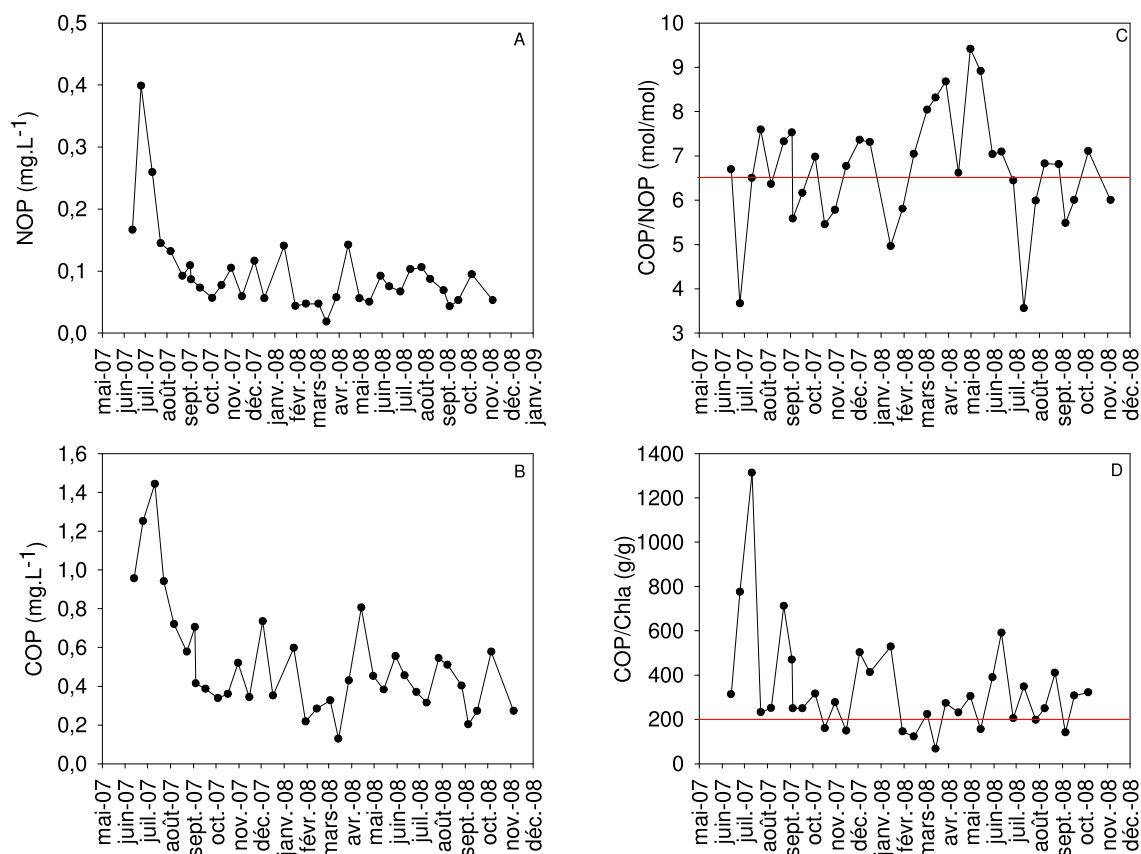 A
NOP (mg.L-1)
0,5
0,4
0,3
0,2
0,1
0,0
mai-07
juin-07
juil.-07
août-07
sept.-07
oct.-07
nov.-07
déc.-07
janv.-08
févr.-08
mars-08
avr.-08
mai-08
juin-08
juil.-08
août-08
sept.-08
oct.-08
nov.-08
déc.-08
janv.-09
C
COP/NOP (mol/mol)
10
9
8
7
6
5
4
3
mai-07
juin-07
juil.-07
août-07
sept.-07
oct.-07
nov.-07
déc.-07
janv.-08
févr.-08
mars-08
avr.-08
mai-08
juin-08
juil.-08
août-08
sept.-08
oct.-08
nov.-08
déc.-08
B
COP (mg.L-1)
1,6
1,4
1,2
1,0
0,8
0,6
0,4
0,2
0,0
mai-07
juin-07
juil.-07
août-07
sept.-07
oct.-07
nov.-07
déc.-07
janv.-08
févr.-08
mars-08
avr.-08
mai-08
juin-08
juil.-08
août-08
sept.-08
oct.-08
nov.-08
déc.-08
D
COP/Chla (g/g)
1400
1200
1000
800
600
400
200
0
mai-07
juin-07
juil.-07
août-07
sept.-07
oct.-07
nov.-07
déc.-07
janv.-08
févr.-08
mars-08
avr.-08
mai-08
juin-08
juil.-08
août-08
sept.-08
oct.-08
nov.-08
déc.-08